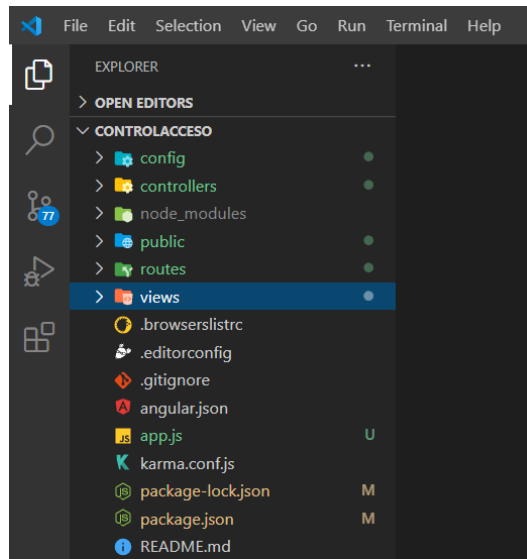 File Edit Selection View Go Run Terminal Help
EXPLORER ...
OPEN EDITORS
CONTROLACCESO
config
controllers
node_modules
77
public
routes
views
.browserslistrc
.editorconfig
.gitignore
angular.json
JS app.js U
karma.conf.js
package-lock.json M
package.json M
README.md